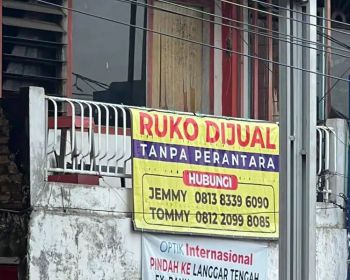 RUKO DIJUAL
TANPA PERANTARA
HUBUNGI
JEMMY 0813 8339 6090
TOMMY 0812 2099 8085
OPTIK Internasional
PINDAH KE LANGGAR TENGAH